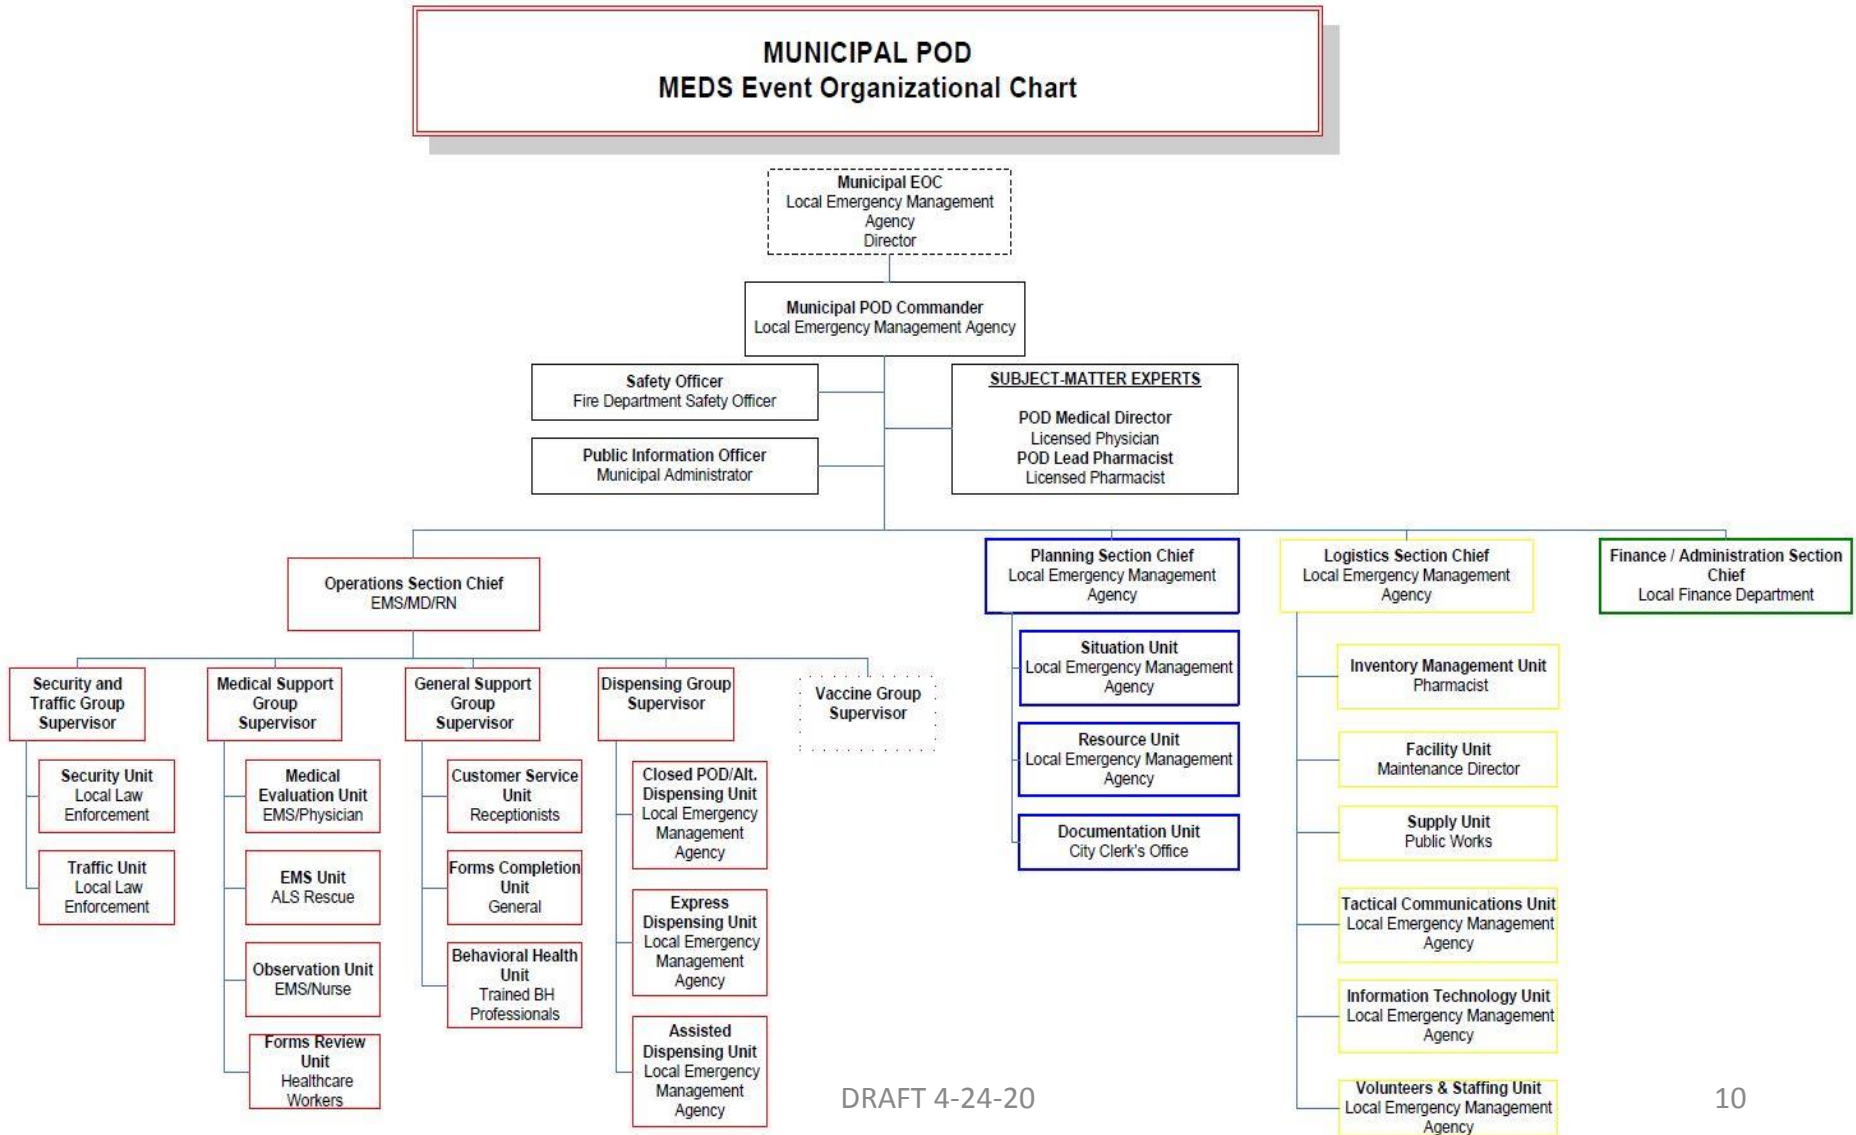 MUNICIPAL POD
MEDS Event Organizational Chart
Municipal EOC
Local Emergency Management
Agency
Director
Municipal POD Commander
Local Emergency Management Agency
Safety Officer
Fire Department Safety Officer
Public Information Officer
Municipal Administrator
SUBJECT-MATTER EXPERTS
POD Medical Director
Licensed Physician
POD Lead Pharmacist
Licensed Pharmacist
Operations Section Chief
EMS/MD/RN
Security and
Traffic Group
Supervisor
Security Unit
Local Law
Enforcement
Traffic Unit
Local Law
Enforcement
Medical Support
Group
Supervisor
Medical
Evaluation Unit
EMS/Physician
EMS Unit
ALS Rescue
Observation Unit
EMS/Nurse
Forms Review
Unit
Healthcare
Workers
General Support
Group
Supervisor
Customer Service
Unit
Receptionists
Forms Completion
Unit
General
Behavioral Health
Unit
Trained BH
Professionals
Dispensing Group
Supervisor
Closed POD/Alt.
Dispensing Unit
Local Emergency
Management
Agency
Express
Dispensing Unit
Local Emergency
Management
Agency
Assisted
Dispensing Unit
Local Emergency
Management
Agency
Vaccine Group
Supervisor
Planning Section Chief
Local Emergency Management
Agency
Situation Unit
Local Emergency Management
Agency
Resource Unit
Local Emergency Management
Agency
Documentation Unit
City Clerk's Office
Logistics Section Chief
Local Emergency Management
Agency
Inventory Management Unit
Pharmacist
Facility Unit
Maintenance Director
Supply Unit
Public Works
Tactical Communications Unit
Local Emergency Management
Agency
Information Technology Unit
Local Emergency Management
Agency
Volunteers & Staffing Unit
Local Emergency Management
Agency
Finance / Administration Section
Chief
Local Finance Department
DRAFT 4-24-20
10